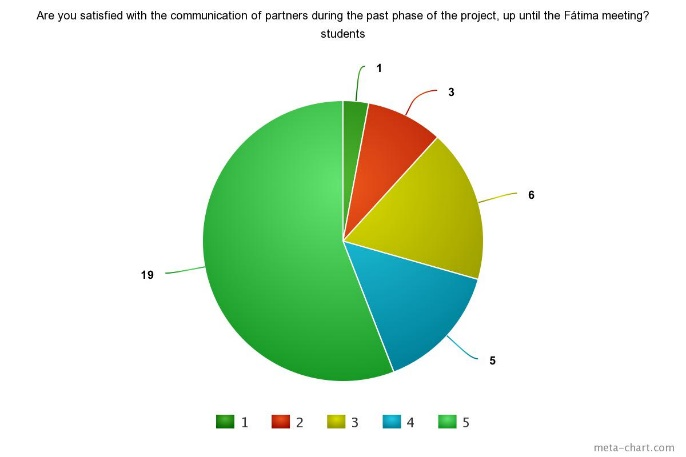 Are you satisfied with the communication of partners during the past phase of the project, up until the Fátima meeting?
students
1
3
6
19
5
1 2 3 4 5
meta-chart.com